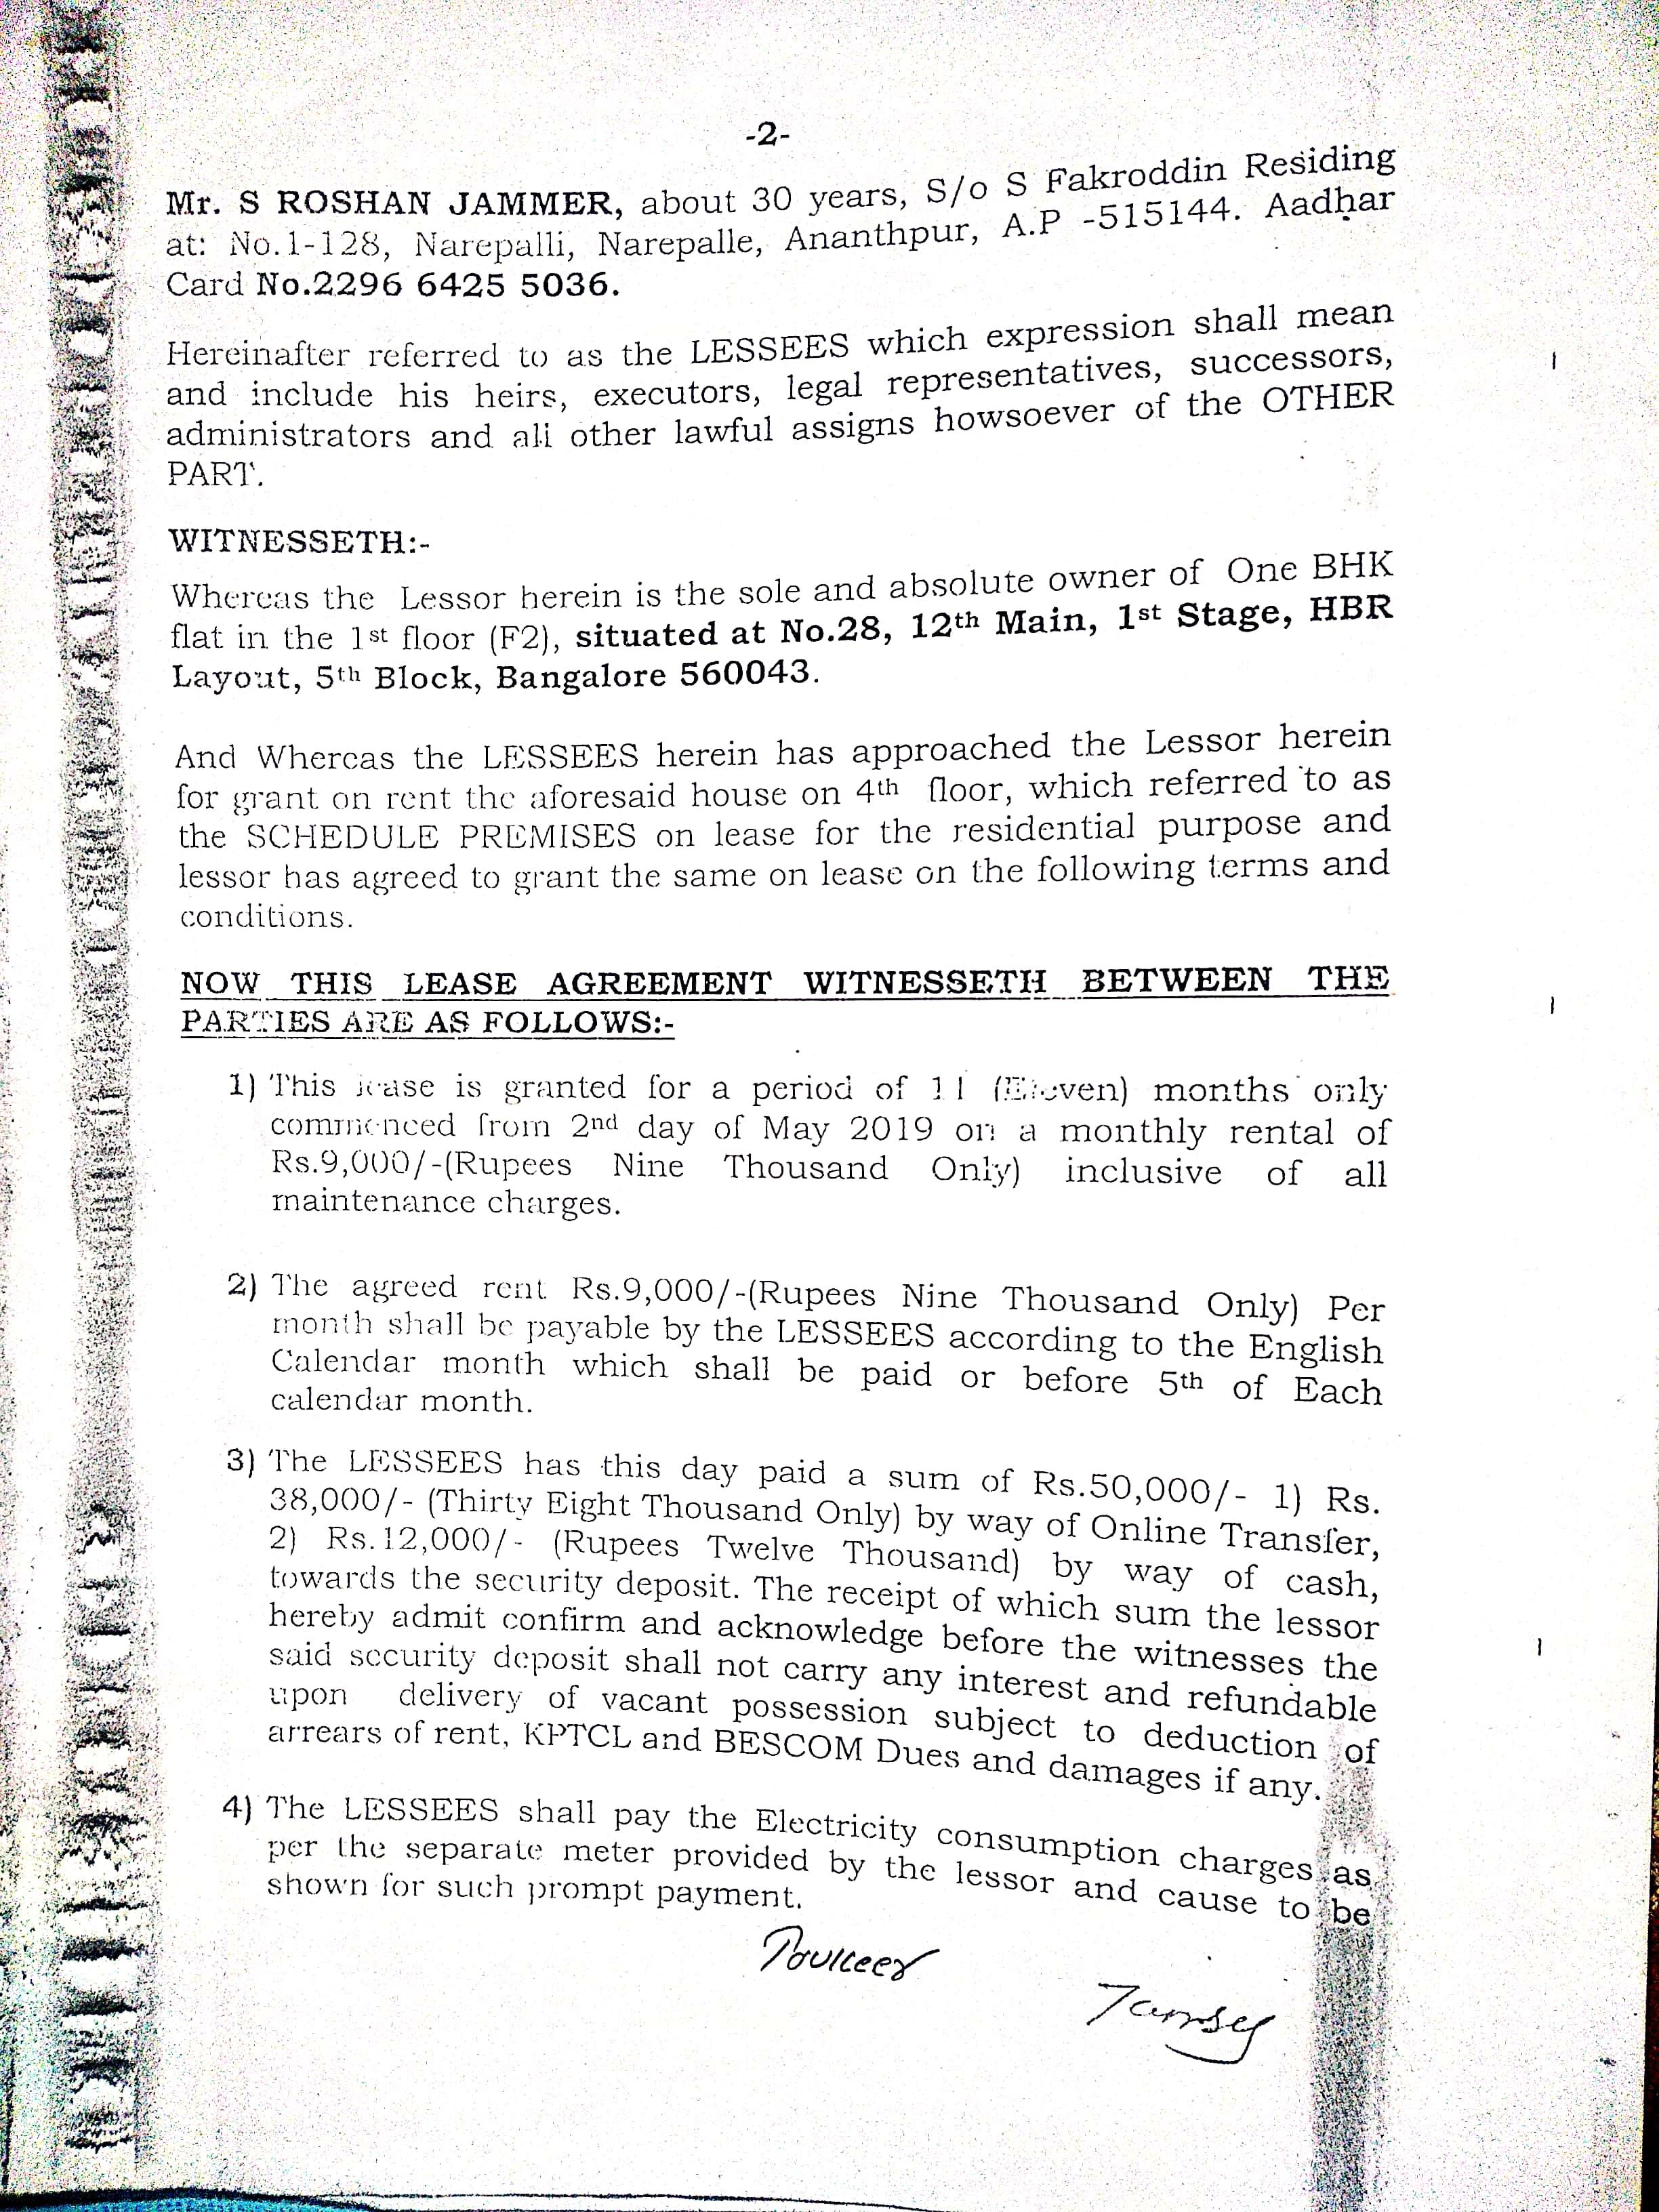 -2-
Mr. S ROSHAN JAMMER, about 30 years, S/o S Fakroddin Residing
at: No.1-128, Narepalli, Narepalle, Ananthpur, A.P -515144. Aadhar
Card No.2296 6425 5036.
Hereinafter referred to as the LESSEES which expression shall mean
and include his heirs, executors, legal representatives, successors,
administrators and all other lawful assigns howsoever of the OTHER
PART.
WITNESSETH:-
Whereas the Lessor herein is the sole and absolute owner of One BHK
flat in the 1st floor (F2), situated at No.28, 12th Main, 1st Stage, HBR
Layout, 5th Block, Bangalore 560043.
And Whereas the LESSEES herein has approached the Lessor herein
for grant on rent the aforesaid house on 4th floor, which referred to as
the SCHEDULE PREMISES on lease for the residential purpose and
lessor has agreed to grant the same on lease on the following terms and
conditions.
NOW THIS LEASE AGREEMENT WITNESSETH BETWEEN THE
PARTIES ARE AS FOLLOWS:-
1) This lease is granted for a period of 11 (Eleven) months only
commenced from 2nd day of May 2019 on a monthly rental of
Rs.9,000/-(Rupees Nine Thousand Only) inclusive of all
maintenance charges.
2) The agreed rent Rs.9,000/-(Rupees Nine Thousand Only) Per
month shall be payable by the LESSEES according to the English
Calendar month which shall be paid or before 5th of Each
calendar month.
3) The LESSEES has this day paid a sum of Rs.50,000/- 1) Rs.
38,000/- (Thirty Eight Thousand Only) by way of Online Transfer,
2) Rs.12,000/- (Rupees Twelve Thousand) by way of cash,
towards the security deposit. The receipt of which sum the lessor
hereby admit confirm and acknowledge before the witnesses the
said security deposit shall not carry any interest and refundable
upon delivery of vacant possession subject to deduction of
arrears of rent, KPTCL and BESCOM Dues and damages if any.
4) The LESSEES shall pay the Electricity consumption charges as
per the separate meter provided by the lessor and cause to be
shown for such prompt payment.